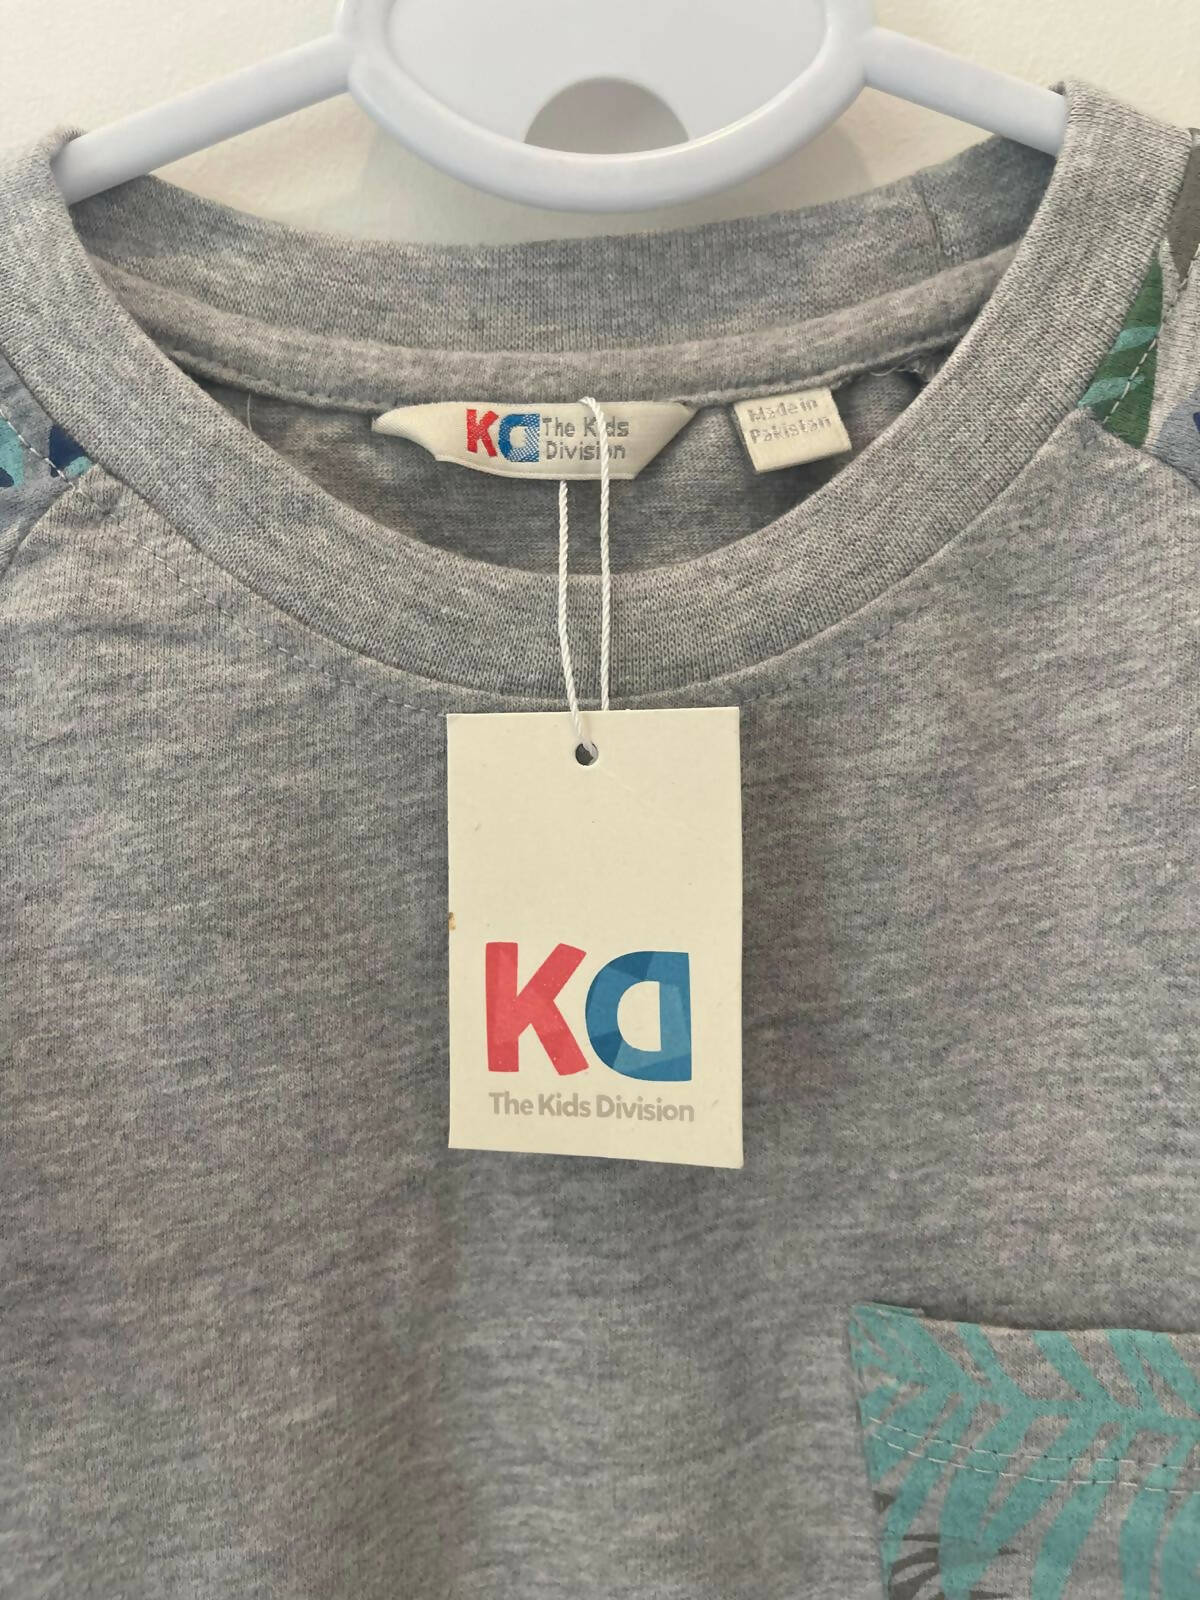 KD The Kids
Division
Made in
Pakistan
KD
The Kids Division